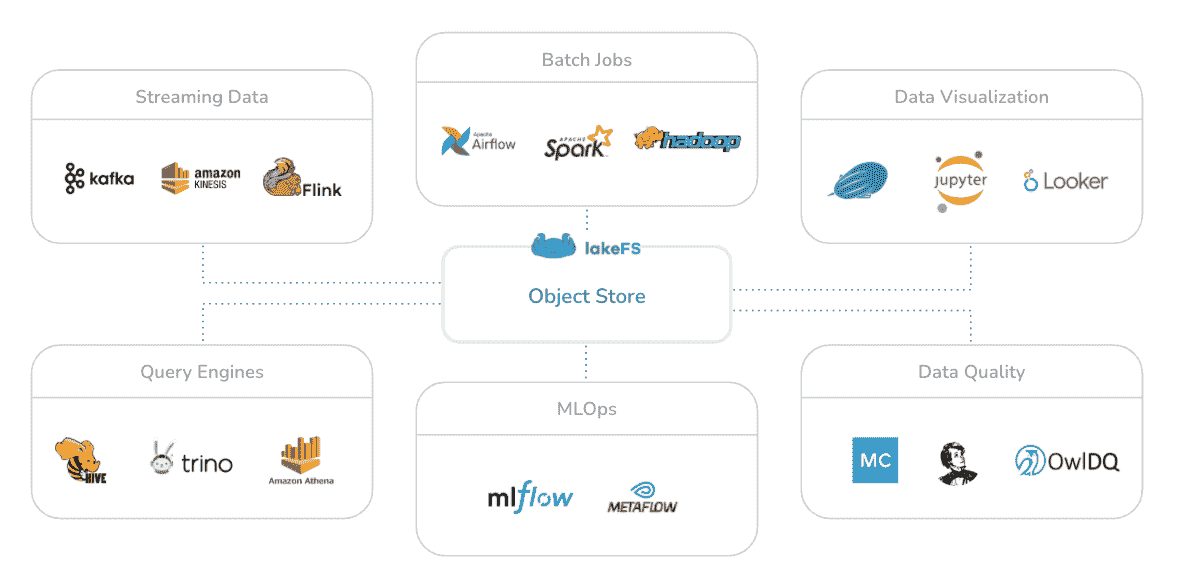 Batch Jobs
Streaming Data
Data Visualization
Apache
Airflow
APACHE
Spark
hadoop
kafka
amazon
KINESIS
Flink
jupyter
Looker
lakeFS
Object Store
Query Engines
Data Quality
MLOps
HIVE
trino
Amazon Athena
MC
OwlDQ
mlflow
METAFLOW